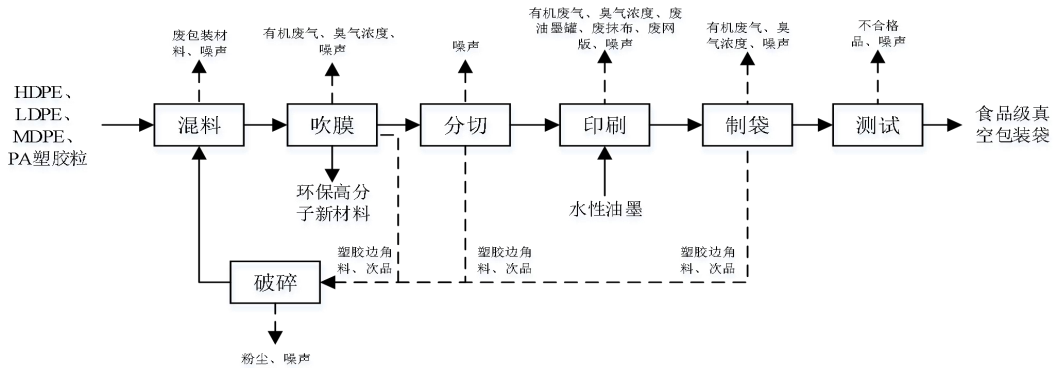 废包装材
料、噪声
有机废气、臭气浓度、
噪声
噪声
有机废气、臭气浓度、废
油墨罐、废抹布、废网
版、噪声
有机废气、臭
气浓度、噪声
不合格
品、噪声
HDPE、
LDPE、
MDPE、
PA塑胶粒
混料
吹膜
分切
印刷
制袋
测试
食品级真
空包装袋
环保高分
子新材料
水性油墨
塑胶边角
料、次品
塑胶边角
料、次品
塑胶边角
料、次品
破碎
粉尘、噪声